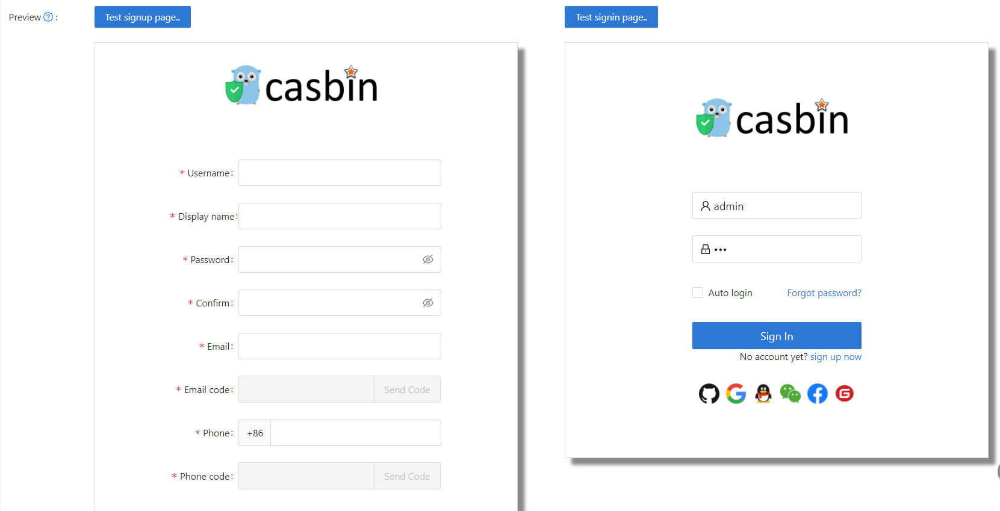 Preview ? :
Test signup page..
Test signin page..
casbin
* Username:
* Display name:
* Password:
* Confirm:
* Email:
* Email code:
Send Code
* Phone:
+86
* Phone code:
Send Code
casbin
admin
•••
Auto login
Forgot password?
Sign In
No account yet? sign up now
G